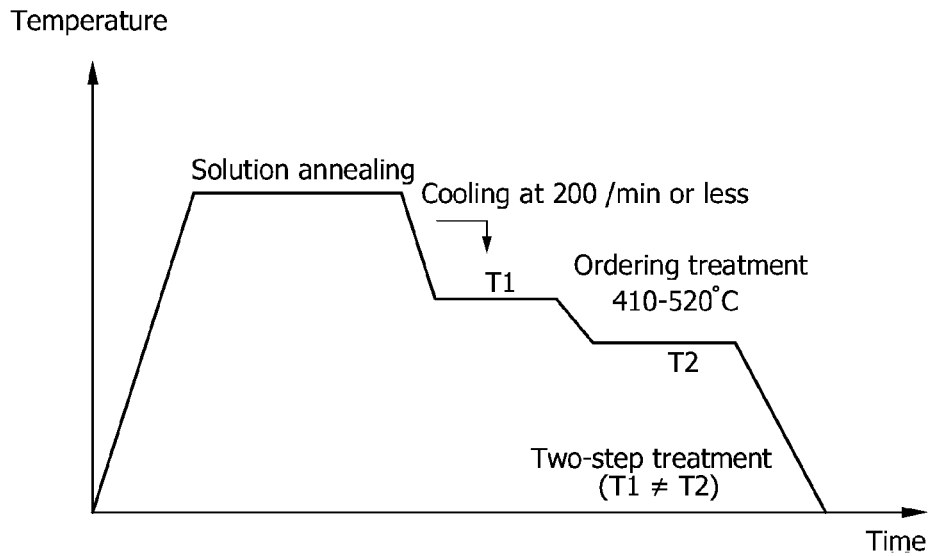 Temperature
Solution annealing
Cooling at 200 /min or less
T1
Ordering treatment
410-520˚C
T2
Two-step treatment
(T1 ≠ T2)
Time